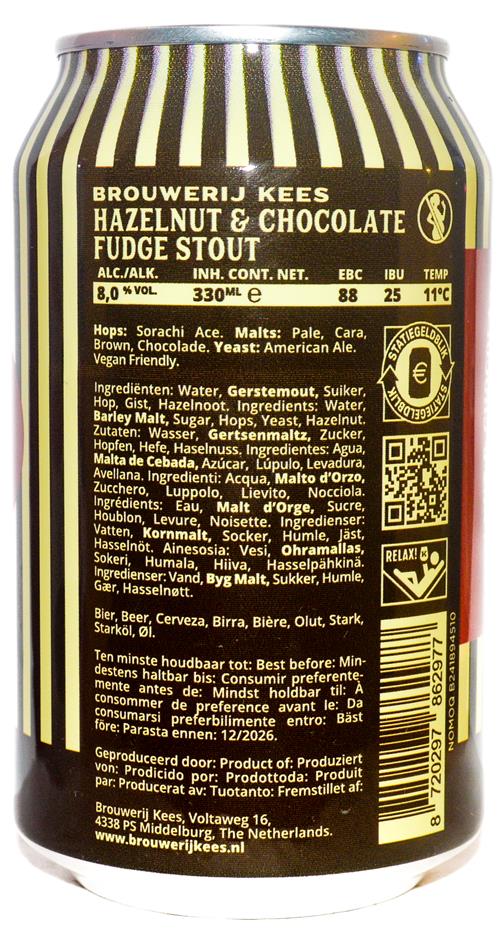 BROUWERIJ KEES
HAZELNUT & CHOCOLATE
FUDGE STOUT
ALC./ALK. INH. CONT. NET. EBC IBU TEMP
8,0 % VOL. 330ML e 88 25 11°C
Hops: Sorachi Ace. Malts: Pale, Cara,
Brown, Chocolade. Yeast: American Ale.
Vegan Friendly.
STATIEGELDBLIK
€
STATIEGELDBLIK
Ingrediënten: Water, Gerstemout, Suiker,
Hop, Gist, Hazelnoot. Ingredients: Water,
Barley Malt, Sugar, Hops, Yeast, Hazelnut.
Zutaten: Wasser, Gertsenmaltz, Zucker,
Hopfen, Hefe, Haselnuss. Ingredientes: Agua,
Malta de Cebada, Azúcar, Lúpulo, Levadura,
Avellana. Ingredienti: Acqua, Malto d’Orzo,
Zucchero, Luppolo, Lievito, Nocciola.
Ingrédients: Eau, Malt d’Orge, Sucre,
Houblon, Levure, Noisette. Ingredienser:
Vatten, Kornmalt, Socker, Humle, Jäst,
Hasselnöt. Ainesosia: Vesi, Ohramallas,
Sokeri, Humala, Hiiva, Hasselpähkinä.
Ingredienser: Vand, Byg Malt, Sukker, Humle,
Gær, Hasselnøtt.
RELAX! K
Bier, Beer, Cerveza, Birra, Bière, Olut, Stark,
Starköl, Øl.
Ten minste houdbaar tot: Best before: Min-
destens haltbar bis: Consumir preferente-
mente antes de: Mindst holdbar til: À
consommer de preference avant le: Da
consumarsi preferbilimente entro: Bäst
före: Parasta ennen: 12/2026.
Geproduceerd door: Product of: Produziert
von: Prodicido por: Prodottoda: Produit
par: Producerat av: Tuotanto: Fremstillet af:
Brouwerij Kees, Voltaweg 16,
4338 PS Middelburg, The Netherlands.
www.brouwerijkees.nl
8 720297 862977
NOMOQ B241894510